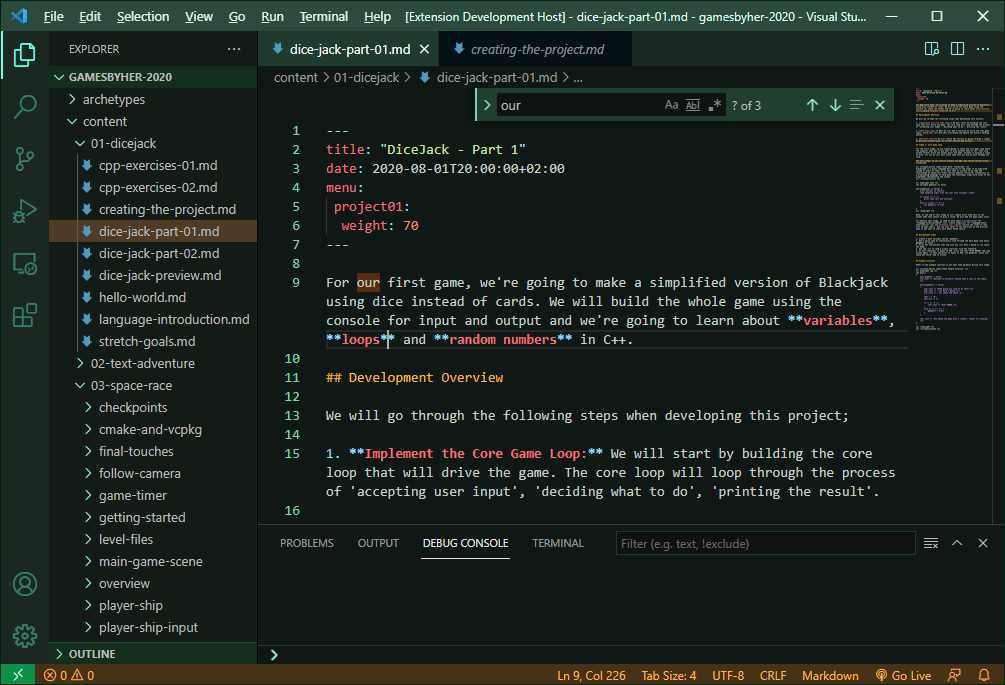 File Edit Selection View Go Run Terminal Help [Extension Development Host] - dice-jack-part-01.md - gamesbyher-2020 - Visual Stu...
EXPLORER
GAMESBYHER-2020
archetypes
content
01-dicejack
cpp-exercises-01.md
cpp-exercises-02.md
creating-the-project.md
dice-jack-part-01.md
dice-jack-part-02.md
dice-jack-preview.md
hello-world.md
language-introduction.md
stretch-goals.md
02-text-adventure
03-space-race
checkpoints
cmake-and-vcpkg
final-touches
follow-camera
game-timer
getting-started
level-files
main-game-scene
overview
player-ship
player-ship-input
OUTLINE
dice-jack-part-01.md creating-the-project.md
content > 01-dicejack > dice-jack-part-01.md > ...
our Aa Abl .* ? of 3
1 ---
2 title: "DiceJack - Part 1"
3 date: 2020-08-01T20:00:00+02:00
4 menu:
5 project01:
6 weight: 70
7 ---
8
9 For our first game, we're going to make a simplified version of Blackjack
using dice instead of cards. We will build the whole game using the
console for input and output and we're going to learn about **variables**,
**loops** and **random numbers** in C++.
10
11 ## Development Overview
12
13 We will go through the following steps when developing this project;
14
15 1. **Implement the Core Game Loop:** We will start by building the core
loop that will drive the game. The core loop will loop through the process
of 'accepting user input', 'deciding what to do', 'printing the result'.
16
PROBLEMS OUTPUT DEBUG CONSOLE TERMINAL Filter (e.g. text, !exclude)
0 0 Ln 9, Col 226 Tab Size: 4 UTF-8 CRLF Markdown Go Live